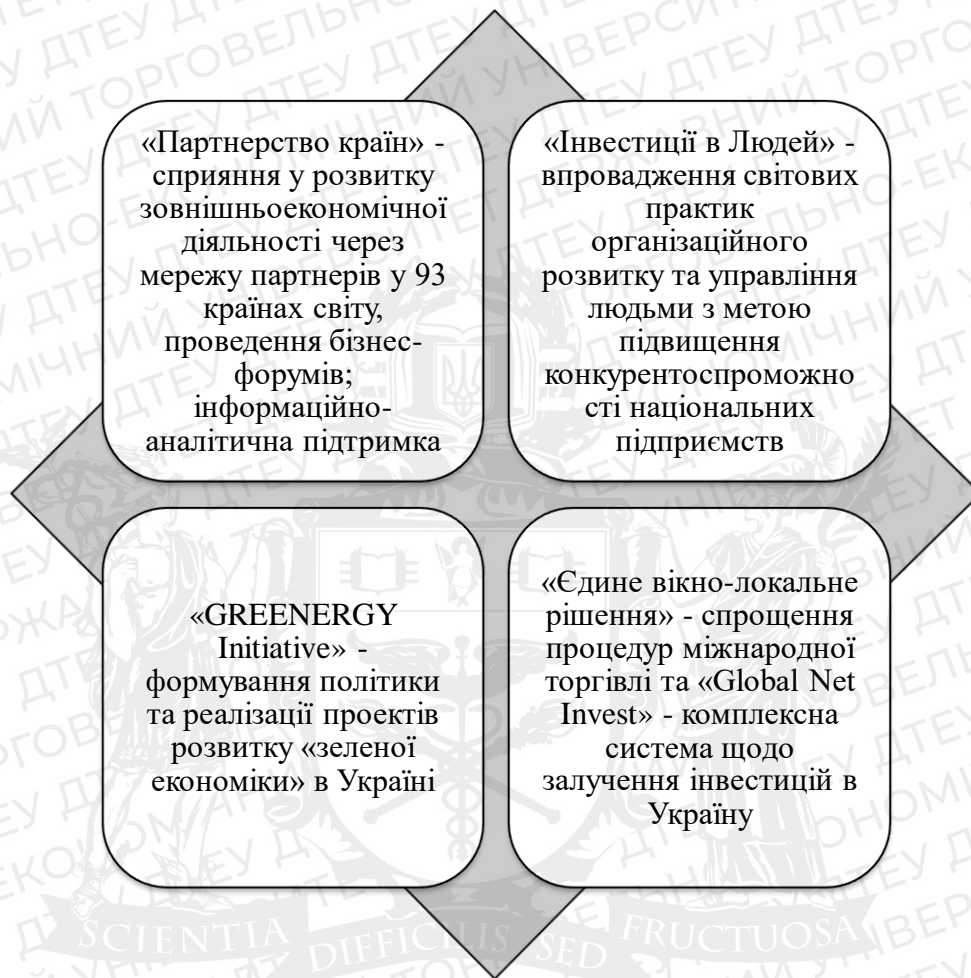 «Партнерство країн» -
сприяння у розвитку
зовнішньоекономічної
діяльності через
мережу партнерів у 93
країнах світу,
проведення бізнес-
форумів;
інформаційно-
аналітична підтримка
«Інвестиції в Людей» -
впровадження світових
практик
організаційного
розвитку та управління
людьми з метою
підвищення
конкурентоспроможно
сті національних
підприємств
«GREENERGY
Initiative» -
формування політики
та реалізації проектів
розвитку «зеленої
економіки» в Україні
«Єдине вікно-локальне
рішення» - спрощення
процедур міжнародної
торгівлі та «Global Net
Invest» - комплексна
система щодо
залучення інвестицій в
Україну
SCIENTIA DIFFICILIS SED FRUCTUOSA